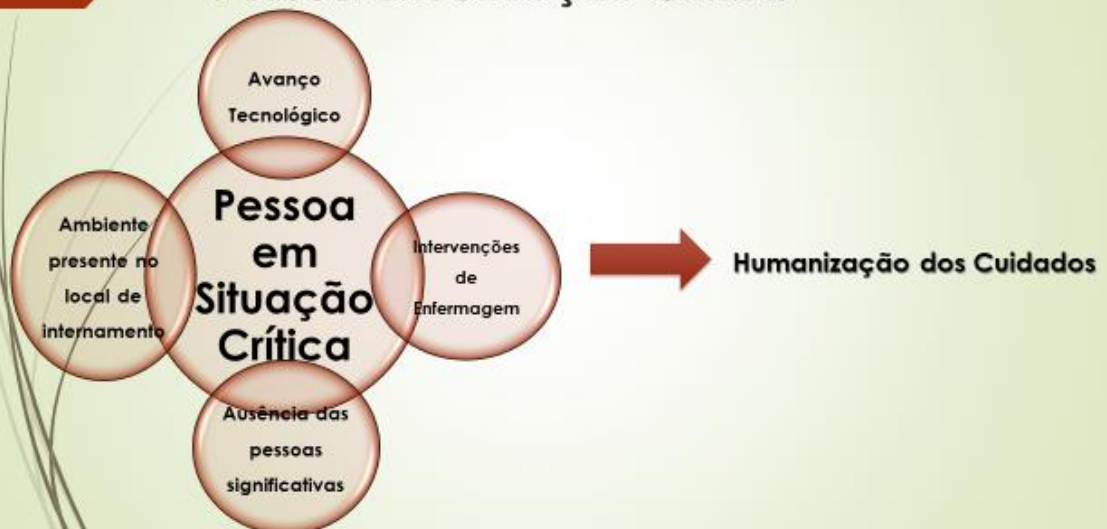 Avanço
Tecnológico
Pessoa
em
Situação
Crítica
Ambiente
presente no
local de
internamento
Intervenções
de
Enfermagem
Ausência das
pessoas
significativas
Humanização dos Cuidados